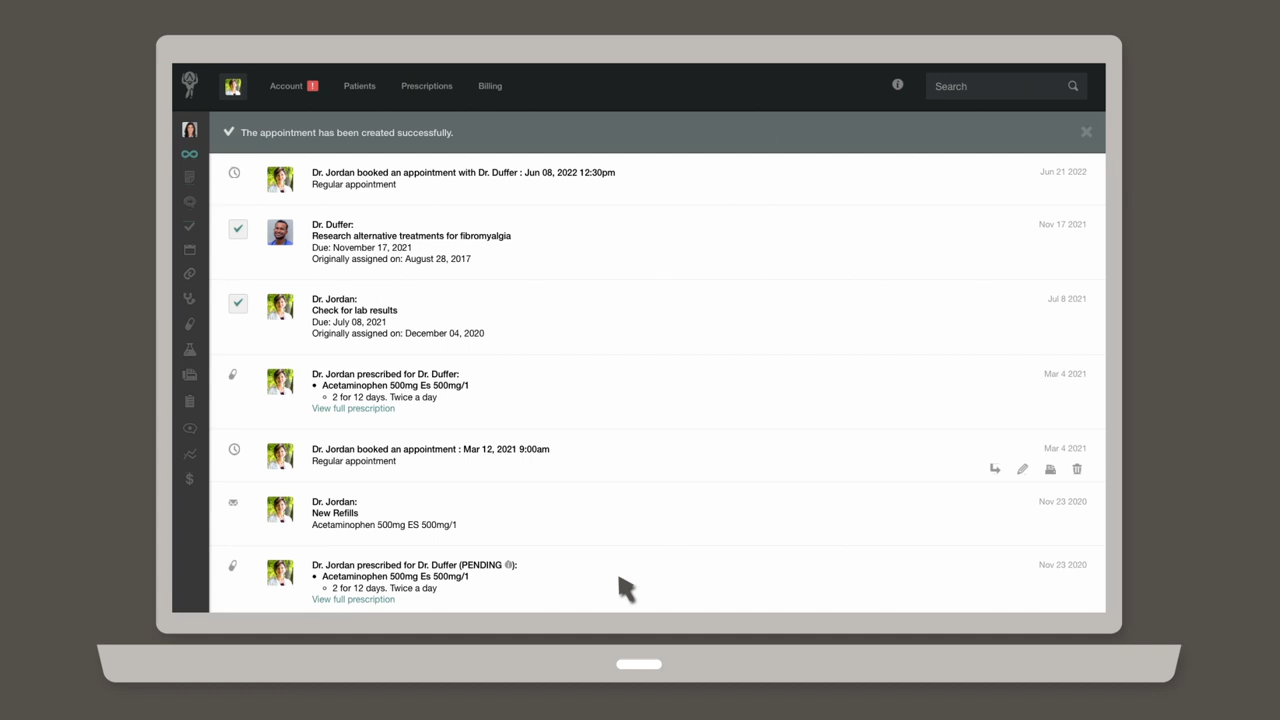 Account !
Patients
Prescriptions
Billing
Search
The appointment has been created successfully.
Dr. Jordan booked an appointment with Dr. Duffer : Jun 08, 2022 12:30pm
Jun 21 2022
Regular appointment
Dr. Duffer:
Nov 17 2021
Research alternative treatments for fibromyalgia
Due: November 17, 2021
Originally assigned on: August 28, 2017
Dr. Jordan:
Jul 8 2021
Check for lab results
Due: July 08, 2021
Originally assigned on: December 04, 2020
Dr. Jordan prescribed for Dr. Duffer:
Mar 4 2021
• Acetaminophen 500mg Es 500mg/1
◦ 2 for 12 days. Twice a day
View full prescription
Dr. Jordan booked an appointment : Mar 12, 2021 9:00am
Mar 4 2021
Regular appointment
Dr. Jordan:
Nov 23 2020
New Refills
Acetaminophen 500mg ES 500mg/1
Dr. Jordan prescribed for Dr. Duffer (PENDING ):
Nov 23 2020
• Acetaminophen 500mg Es 500mg/1
◦ 2 for 12 days. Twice a day
View full prescription